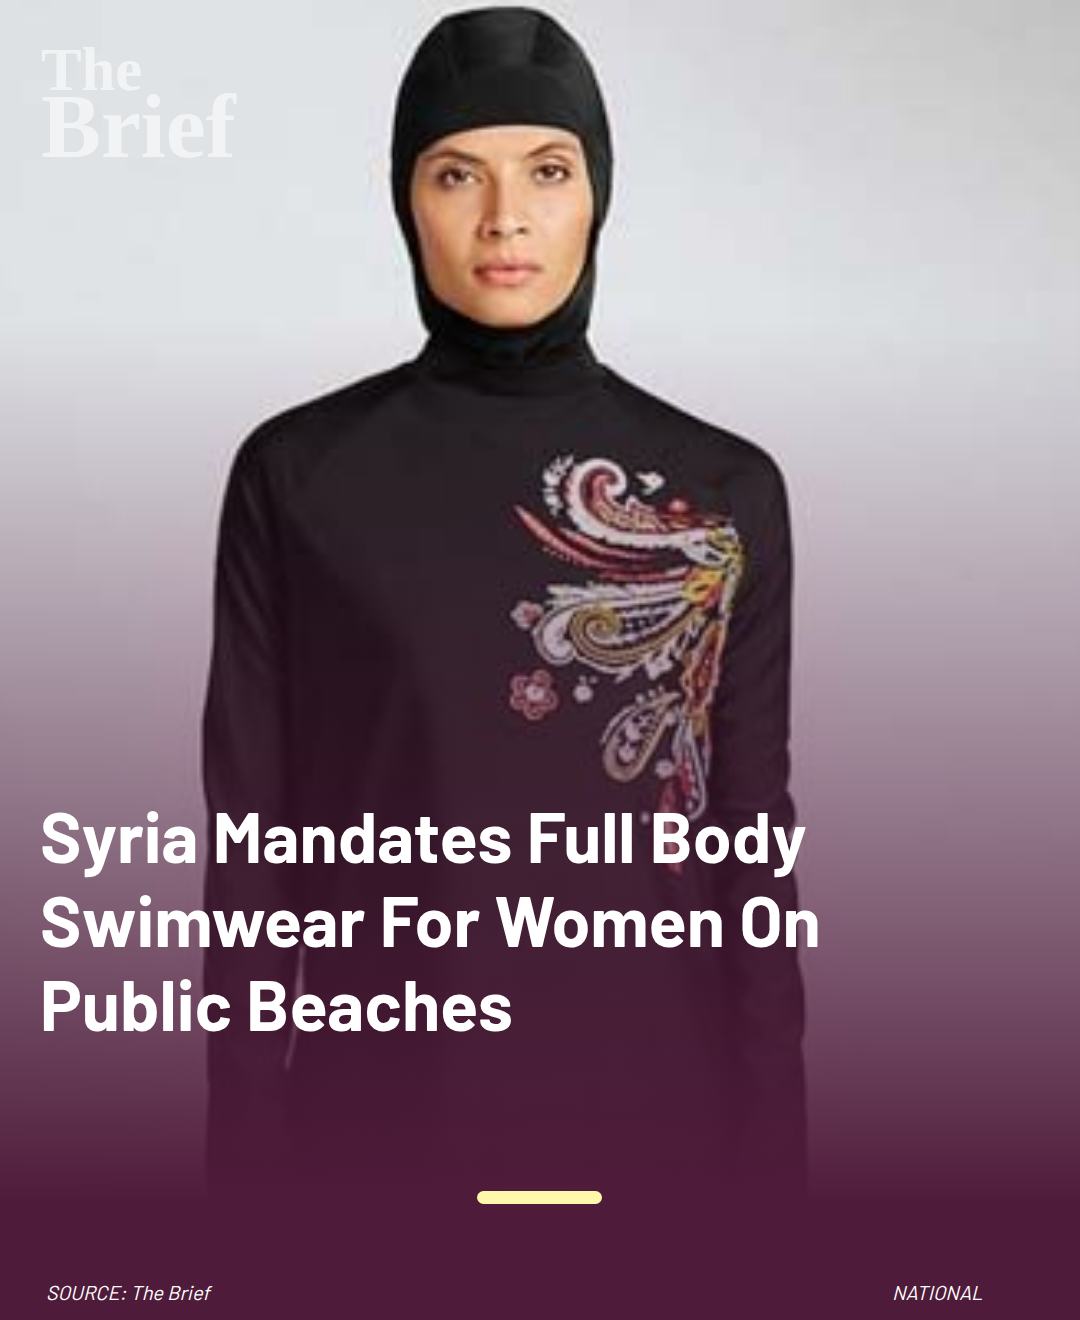 The
Brief
Syria Mandates Full Body
Swimwear For Women On
Public Beaches
SOURCE: The Brief
NATIONAL